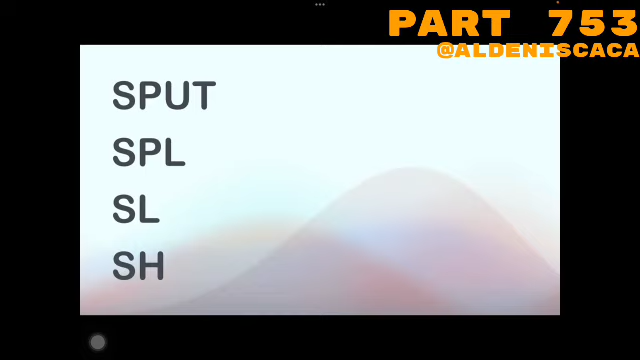 PART 753
@ALDENISCACA
SPUT
SPL
SL
SH